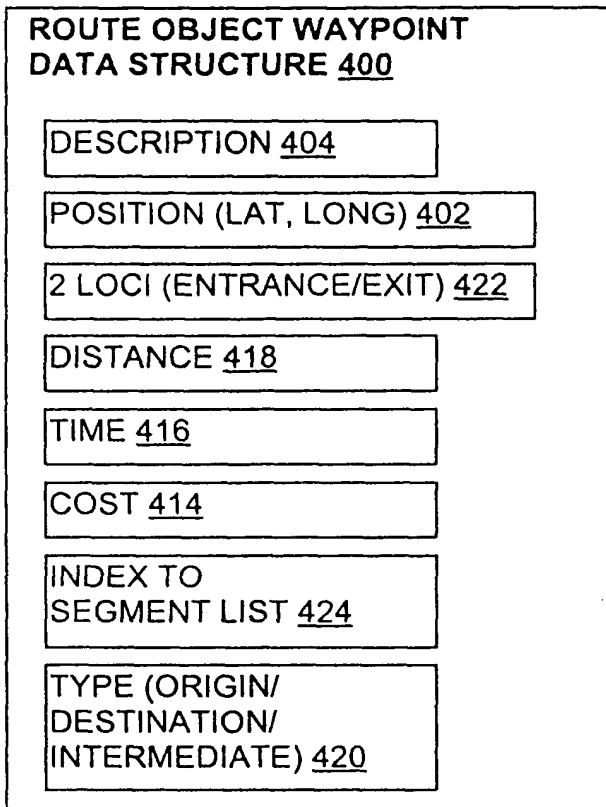 ROUTE OBJECT WAYPOINT
DATA STRUCTURE 400
DESCRIPTION 404
POSITION (LAT, LONG) 402
2 LOCI (ENTRANCE/EXIT) 422
DISTANCE 418
TIME 416
COST 414
INDEX TO
SEGMENT LIST 424
TYPE (ORIGIN/
DESTINATION/
INTERMEDIATE) 420